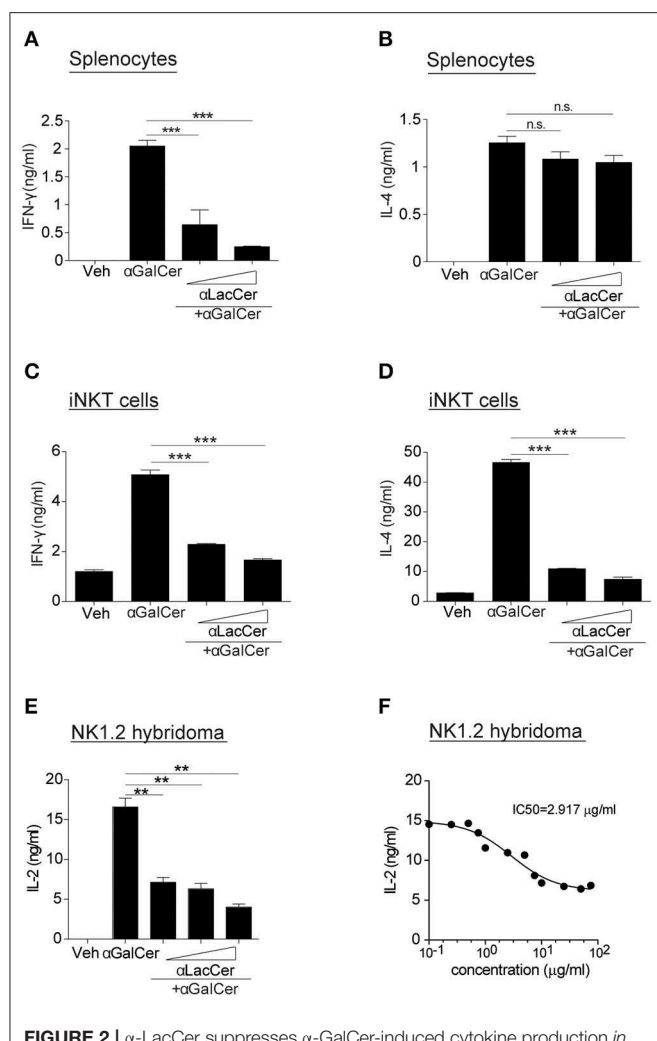 A
Splenocytes
IFN-γ(ng/ml)
2.5
2
1.5
1
0.5
0
***
***
Veh
αGalCer
αLacCer
+αGalCer
B
Splenocytes
IL-4 (ng/ml)
1.5
1
0.5
0
n.s.
n.s.
Veh
αGalCer
αLacCer
+αGalCer
C
iNKT cells
IFN-γ(ng/ml)
6
4
2
0
***
***
Veh
αGalCer
αLacCer
+αGalCer
D
iNKT cells
IL-4 (ng/ml)
50
40
30
20
10
0
***
***
Veh
αGalCer
αLacCer
+αGalCer
E
NK1.2 hybridoma
IL-2 (ng/ml)
20
15
10
5
0
**
**
**
Veh αGalCer
αLacCer
+αGalCer
F
NK1.2 hybridoma
IL-2 (ng/ml)
20
15
10
5
0
IC50=2.917 μg/ml
10-1 100 101 102
concentration (μg/ml)
FIGURE 2 | α-LacCer suppresses α-GalCer-induced cytokine production in